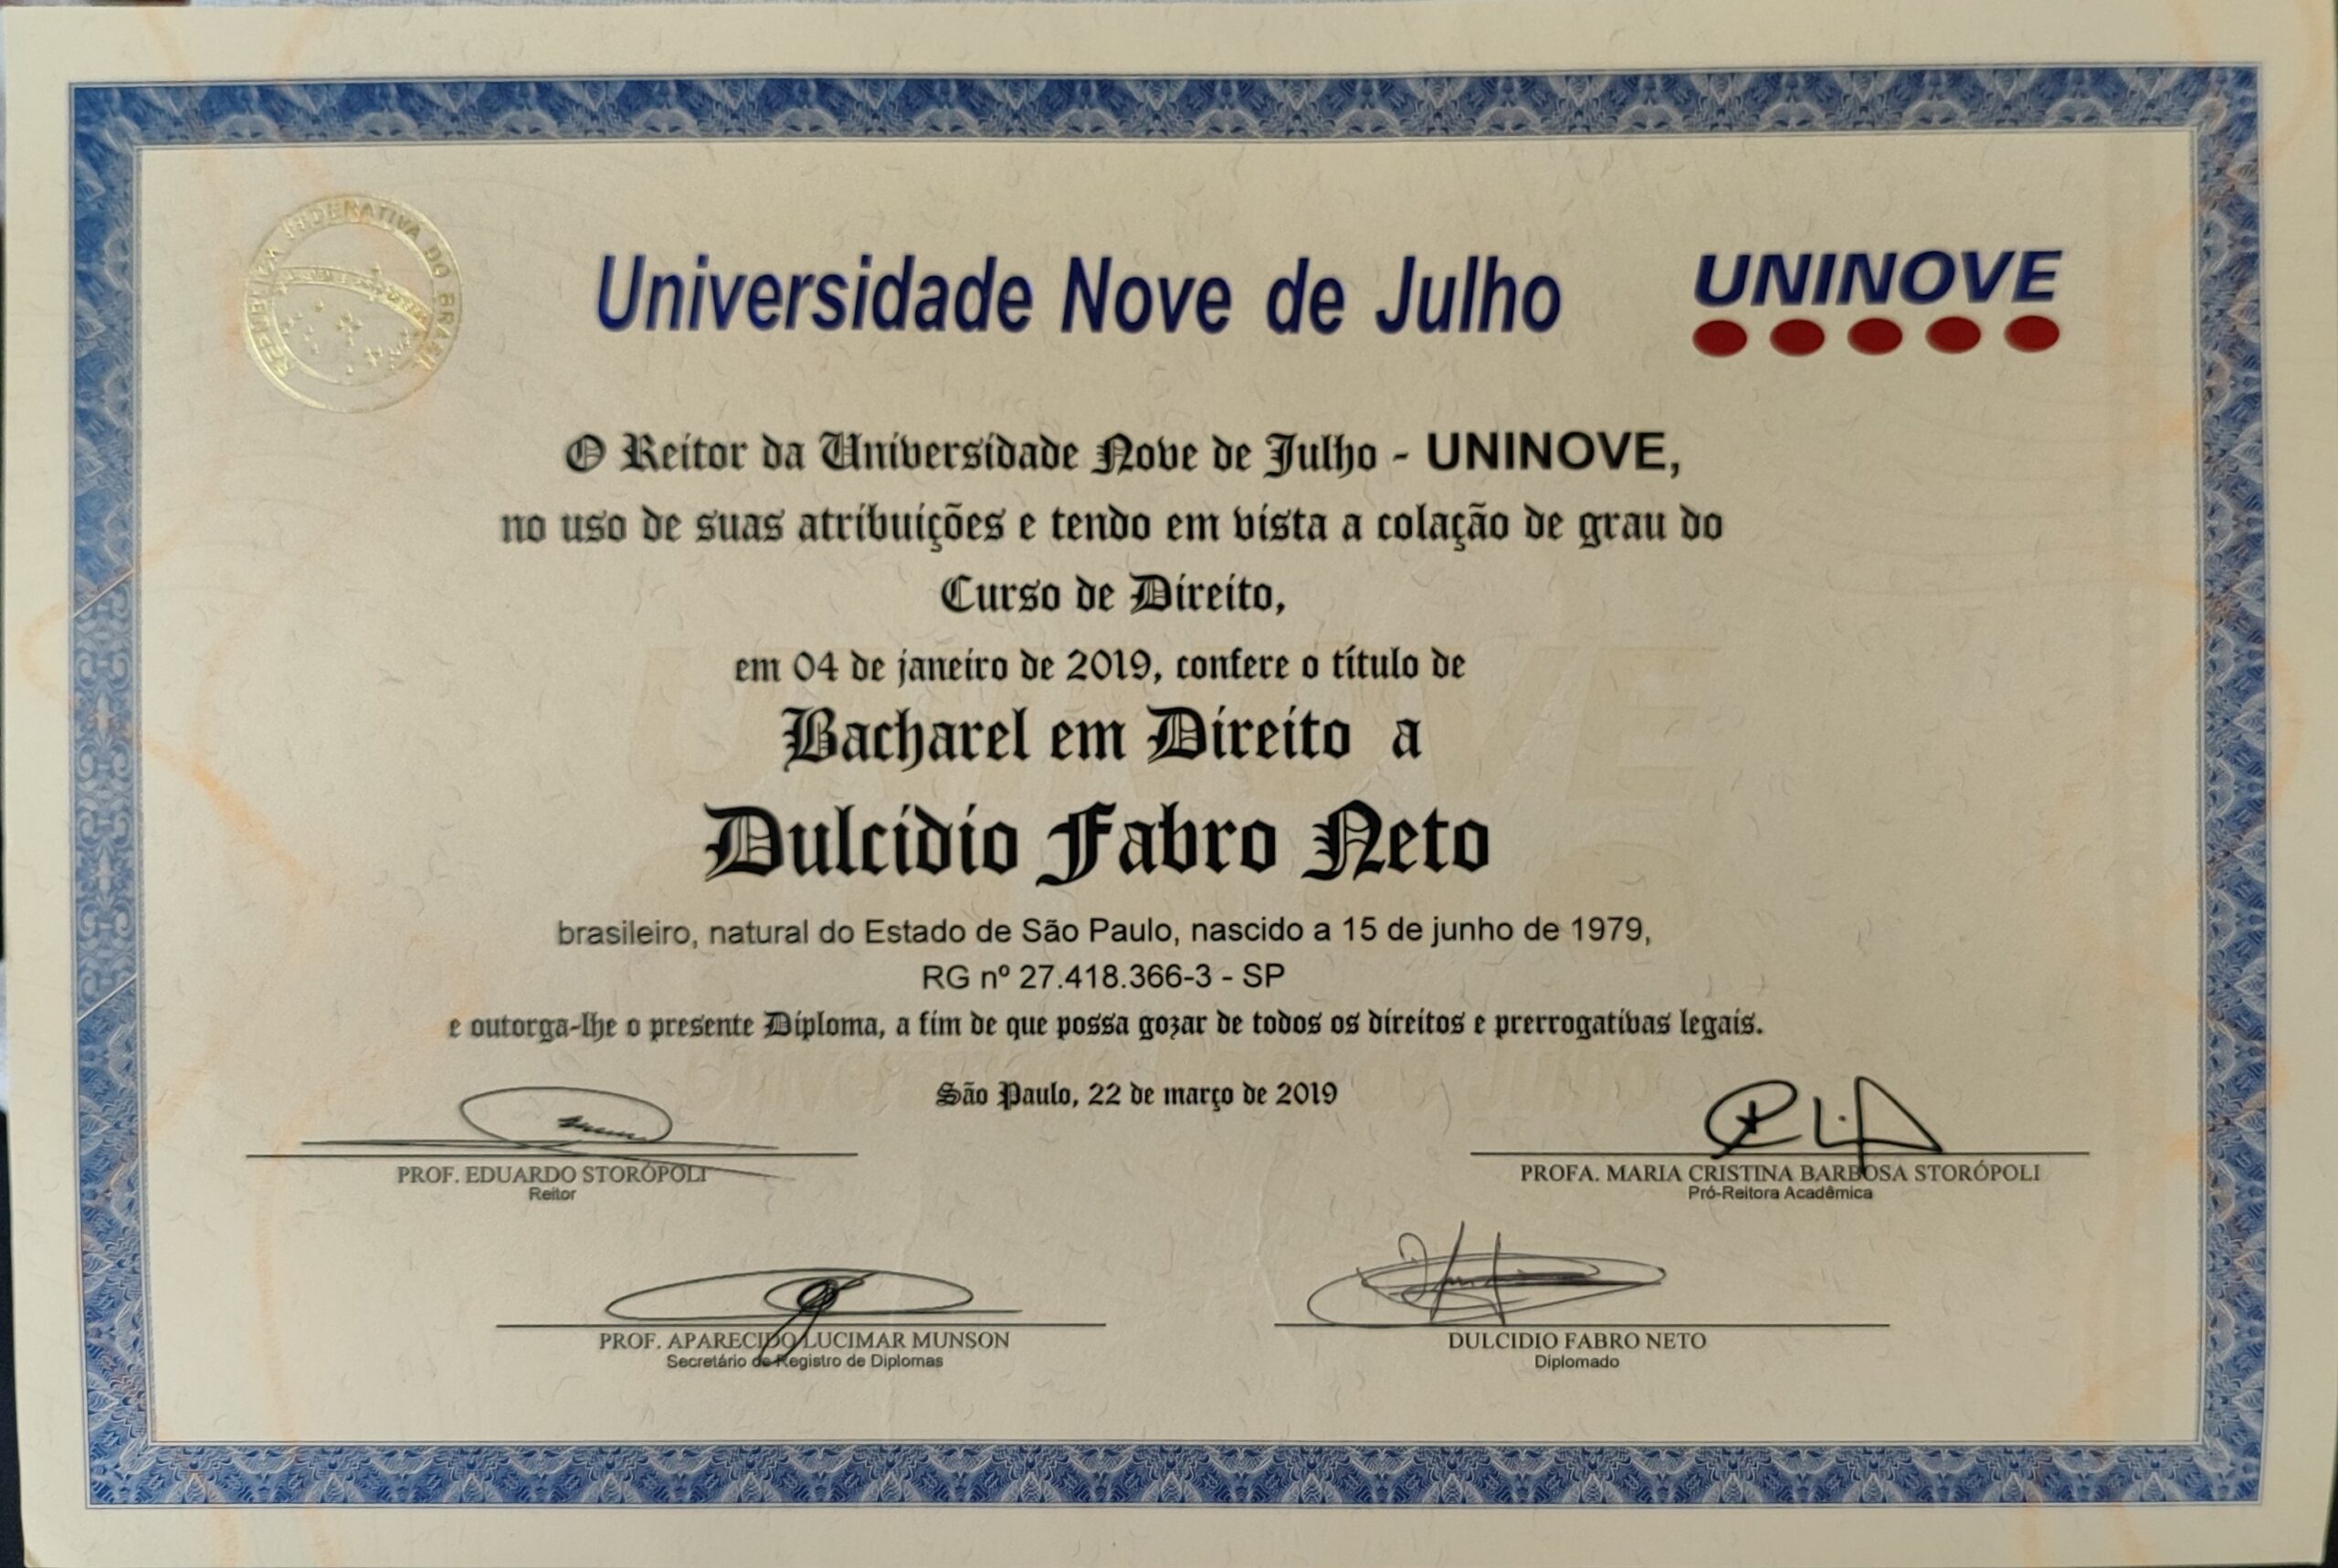 REPÚBLICA FEDERATIVA DO BRASIL
Universidade Nove de Julho
UNINOVE
O Reitor da Universidade Nove de Julho - UNINOVE,
no uso de suas atribuições e tendo em vista a colação de grau do
Curso de Direito,
em 04 de janeiro de 2019, confere o título de
Bacharel em Direito a
Dulcidio Fabro Neto
brasileiro, natural do Estado de São Paulo, nascido a 15 de junho de 1979,
RG nº 27.418.366-3 - SP
e outorga-lhe o presente Diploma, a fim de que possa gozar de todos os direitos e prerrogativas legais.
São Paulo, 22 de março de 2019
PROF. EDUARDO STORÓPOLI
Reitor
PROFA. MARIA CRISTINA BARBOSA STORÓPOLI
Pró-Reitora Acadêmica
PROF. APARECIDO LUCIMAR MUNSON
Secretário de Registro de Diplomas
DULCIDIO FABRO NETO
Diplomado